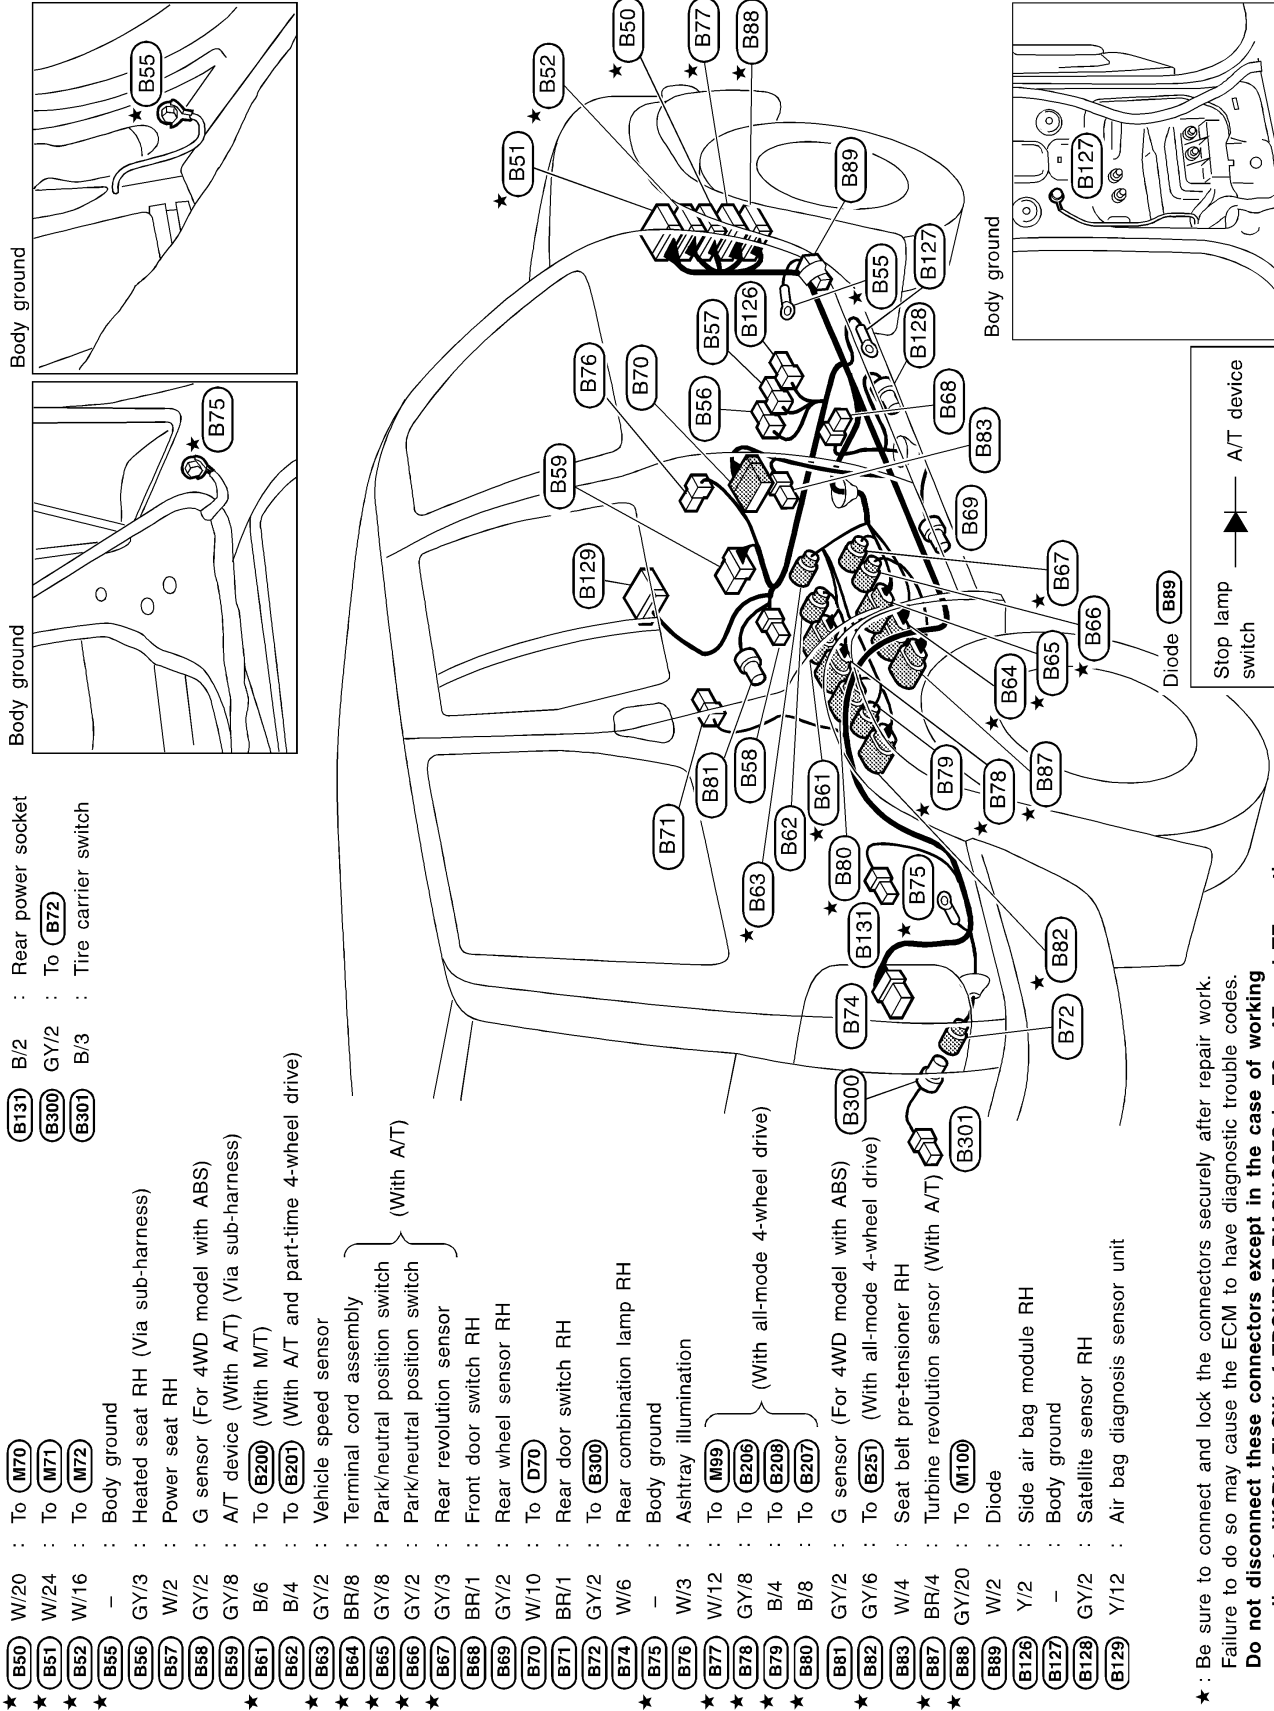 ★ B50 W/20 : To M70
★ B51 W/24 : To M71
★ B52 W/16 : To M72
★ B55 – : Body ground
B56 GY/3 : Heated seat RH (Via sub-harness)
B57 W/2 : Power seat RH
B58 GY/2 : G sensor (For 4WD model with ABS)
B59 GY/8 : A/T device (With A/T) (Via sub-harness)
★ B61 B/6 : To B200 (With M/T)
B62 B/4 : To B201 (With A/T and part-time 4-wheel drive)
★ B63 GY/2 : Vehicle speed sensor
★ B64 BR/8 : Terminal cord assembly
★ B65 GY/8 : Park/neutral position switch
★ B66 GY/2 : Park/neutral position switch
(With A/T)
★ B67 GY/3 : Rear revolution sensor
B68 BR/1 : Front door switch RH
B69 GY/2 : Rear wheel sensor RH
B70 W/10 : To D70
B71 BR/1 : Rear door switch RH
B72 GY/2 : To B300
B74 W/6 : Rear combination lamp RH
★ B75 – : Body ground
B76 W/3 : Ashtray illumination
★ B77 W/12 : To M99
★ B78 GY/8 : To B206
★ B79 B/4 : To B208
★ B80 B/8 : To B207
(With all-mode 4-wheel drive)
B81 GY/2 : G sensor (For 4WD model with ABS)
★ B82 GY/6 : To B251 (With all-mode 4-wheel drive)
B83 W/4 : Seat belt pre-tensioner RH
★ B87 BR/4 : Turbine revolution sensor (With A/T)
★ B88 GY/20 : To M100
B89 W/2 : Diode
B126 Y/2 : Side air bag module RH
B127 – : Body ground
B128 GY/2 : Satellite sensor RH
B129 Y/12 : Air bag diagnosis sensor unit
B131 B/2 : Rear power socket
B300 GY/2 : To B72
B301 B/3 : Tire carrier switch
Body ground
★ B75
Body ground
★ B55
★ B51
★ B52
★ B50
★ B77
★ B88
B89
★ B55
B127
B128
B126
B57
B56
B70
B76
B59
B129
B68
B83
B69
★ B67
★ B66
★ B65
★ B64
★ B87
★ B78
★ B79
B71
B81
B58
★ B61
B62
★ B63
★ B80
B131
★ B75
B74
★ B82
B72
B300
B301
Body ground
B127
Diode B89
Stop lamp
switch
A/T device
★ : Be sure to connect and lock the connectors securely after repair work.
Failure to do so may cause the ECM to have diagnostic trouble codes.
Do not disconnect these connectors except in the case of working